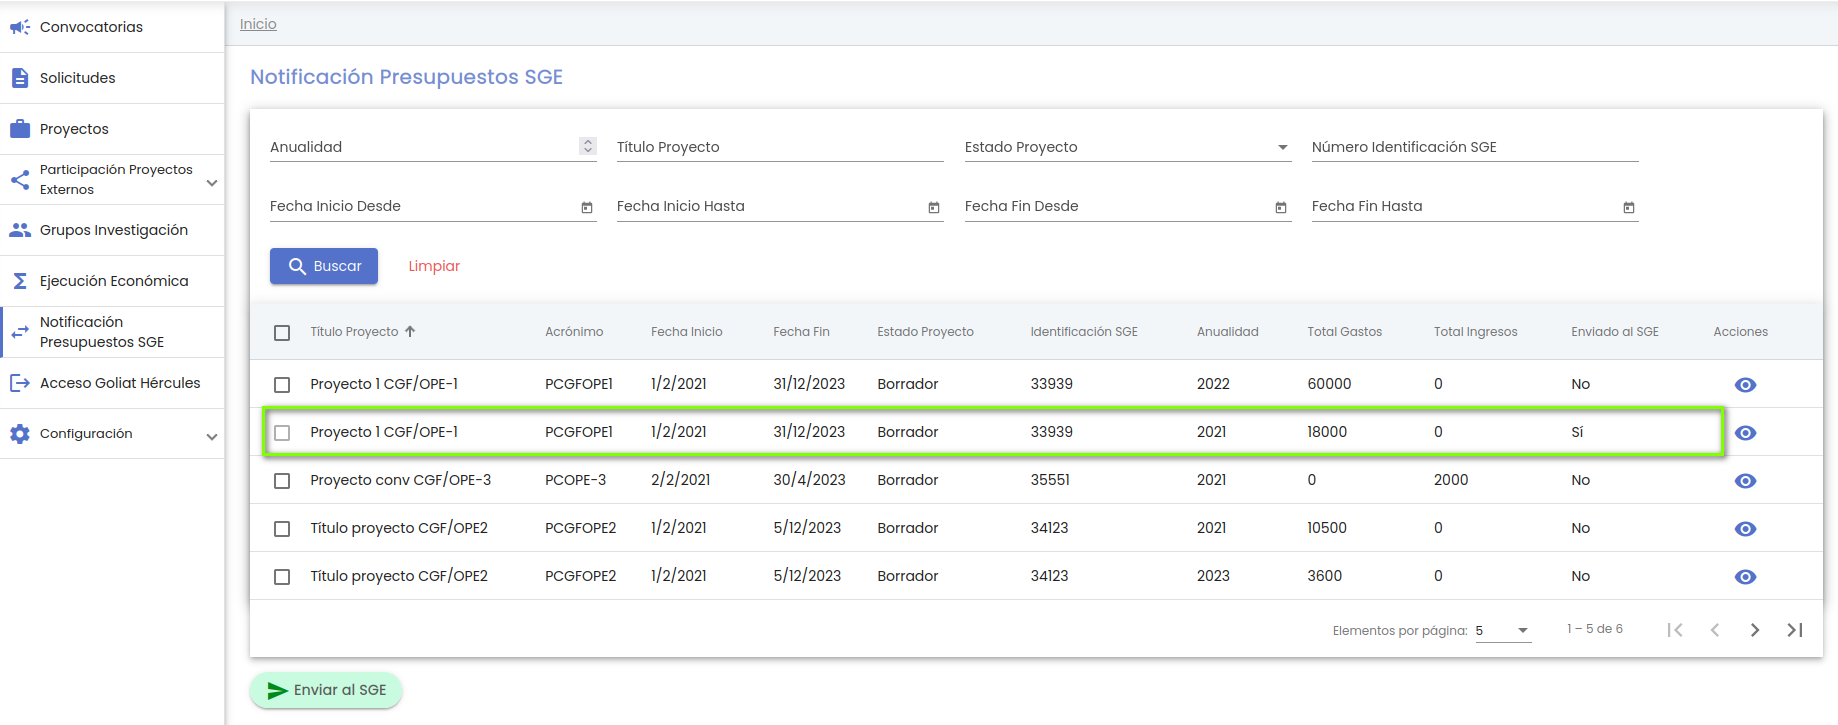 Convocatorias
Solicitudes
Proyectos
Participación Proyectos
Externos
Grupos Investigación
Ejecución Económica
Notificación
Presupuestos SGE
Acceso Goliat Hércules
Configuración
Inicio
Notificación Presupuestos SGE
Anualidad Título Proyecto Estado Proyecto Número Identificación SGE
Fecha Inicio Desde Fecha Inicio Hasta Fecha Fin Desde Fecha Fin Hasta
Buscar Limpiar
Título Proyecto Acrónimo Fecha Inicio Fecha Fin Estado Proyecto Identificación SGE Anualidad Total Gastos Total Ingresos Enviado al SGE Acciones
Proyecto 1 CGF/OPE-1 PCGFOPE1 1/2/2021 31/12/2023 Borrador 33939 2022 60000 0 No
Proyecto 1 CGF/OPE-1 PCGFOPE1 1/2/2021 31/12/2023 Borrador 33939 2021 18000 0 Sí
Proyecto conv CGF/OPE-3 PCOPE-3 2/2/2021 30/4/2023 Borrador 35551 2021 0 2000 No
Título proyecto CGF/OPE2 PCGFOPE2 1/2/2021 5/12/2023 Borrador 34123 2021 10500 0 No
Título proyecto CGF/OPE2 PCGFOPE2 1/2/2021 5/12/2023 Borrador 34123 2023 3600 0 No
Elementos por página: 5 1 – 5 de 6
Enviar al SGE